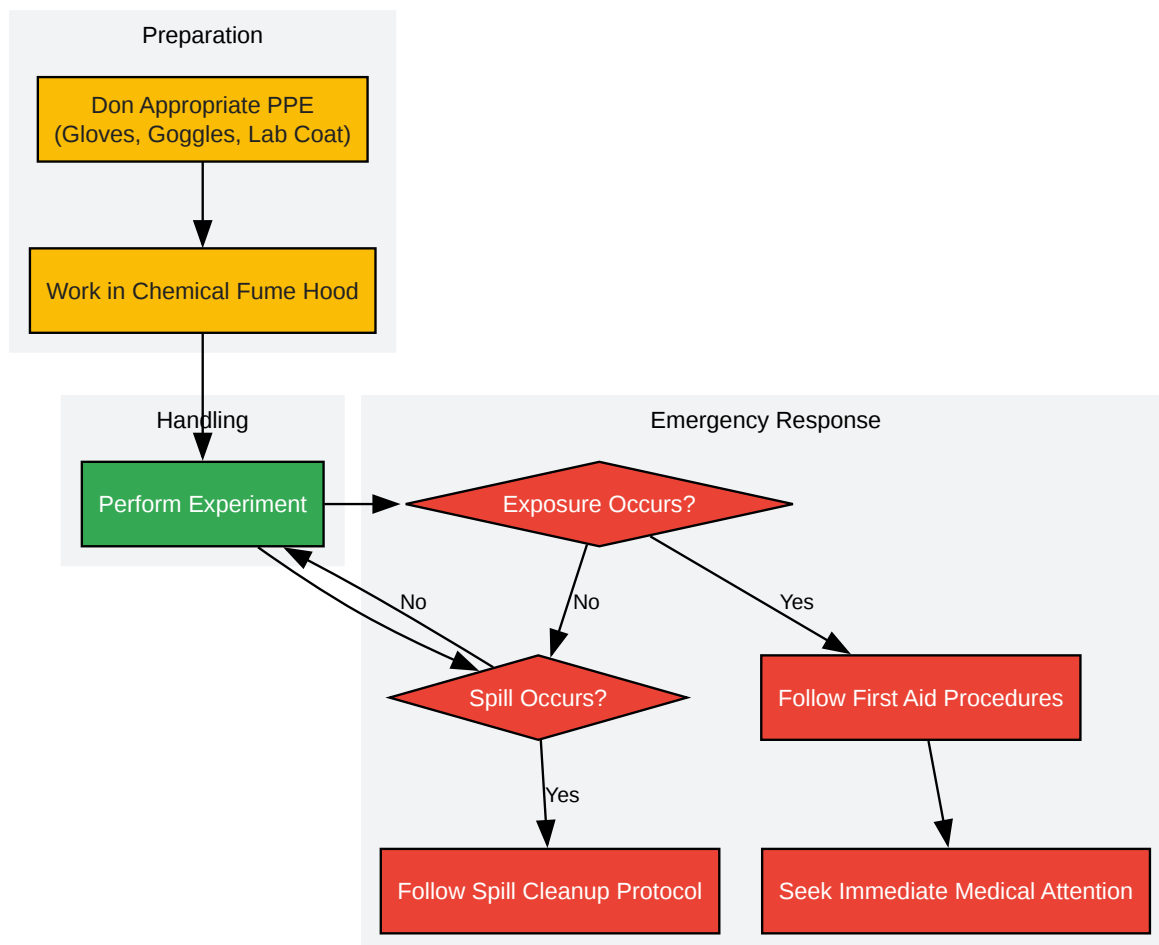 Preparation
Don Appropriate PPE
(Gloves, Goggles, Lab Coat)
Work in Chemical Fume Hood
Handling
Emergency Response
Perform Experiment
Exposure Occurs?
No
No
Yes
Spill Occurs?
Follow First Aid Procedures
Yes
Follow Spill Cleanup Protocol
Seek Immediate Medical Attention